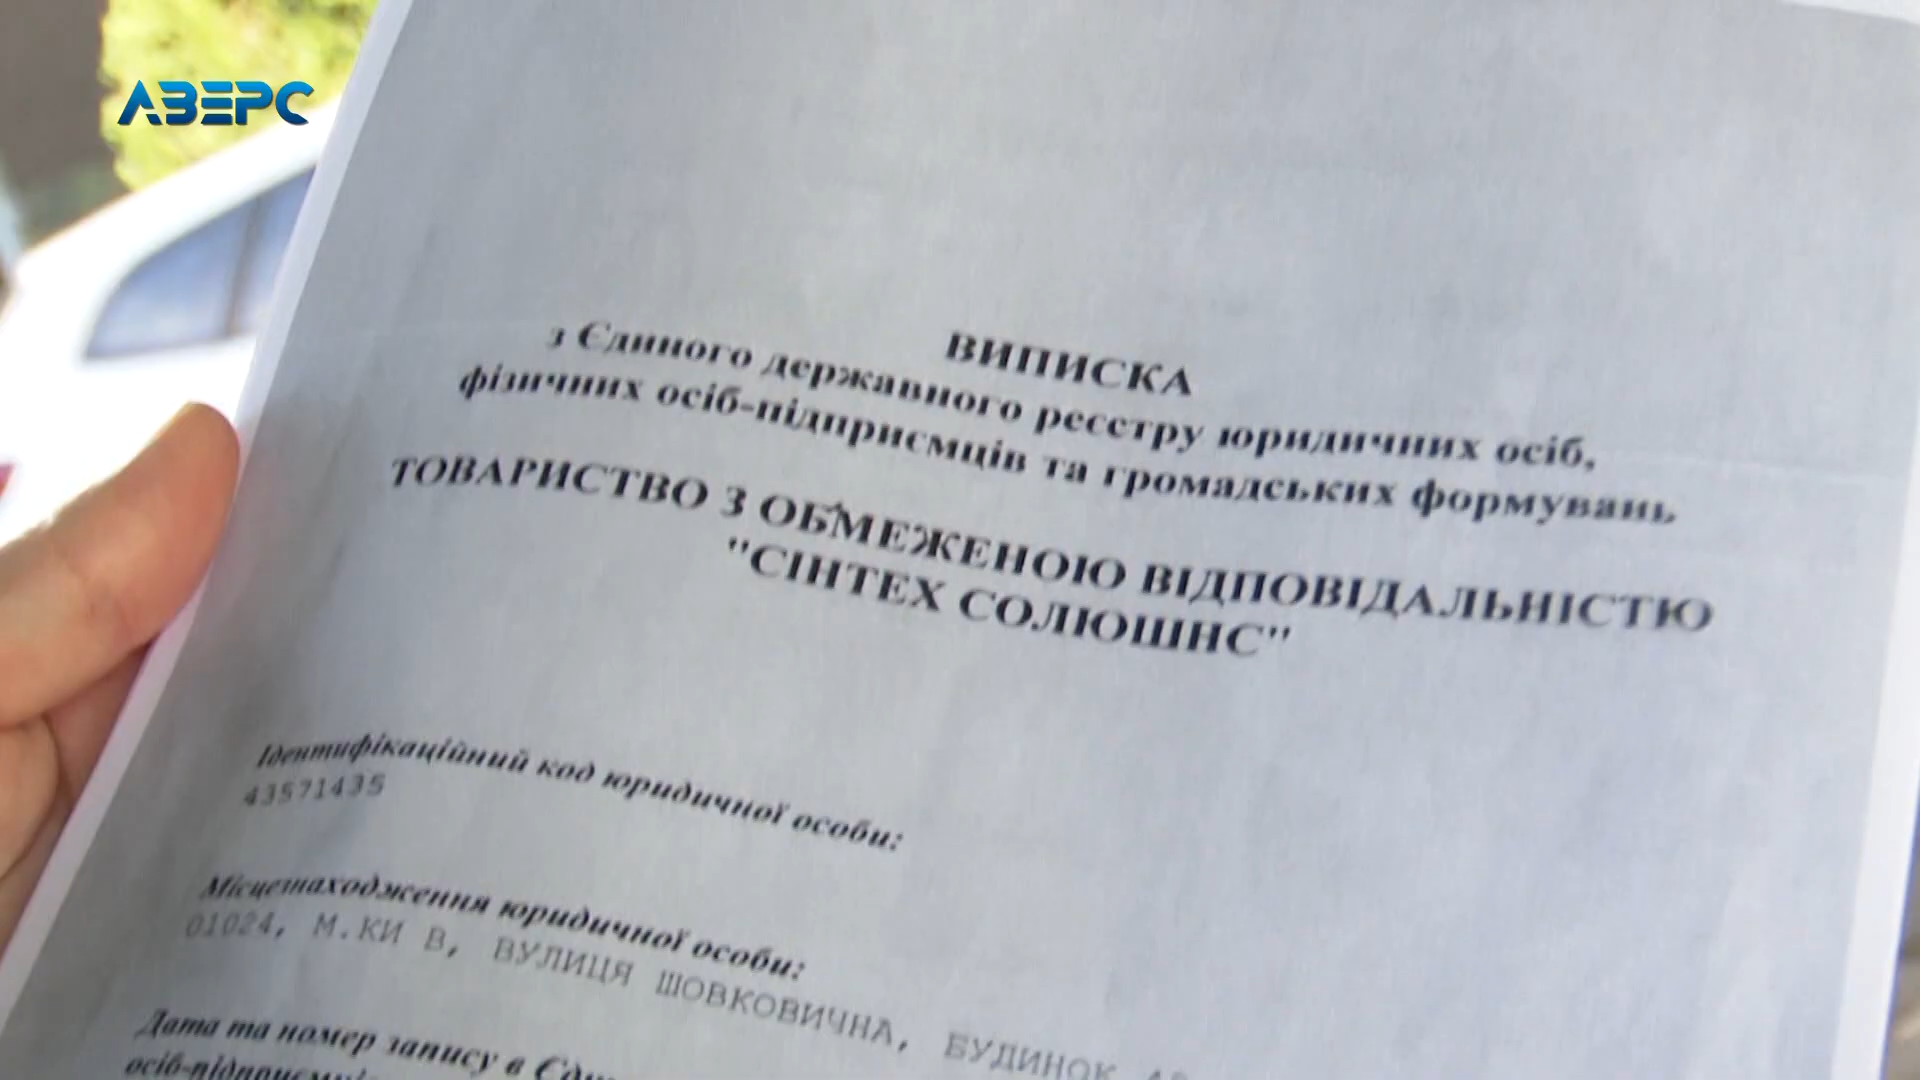 АВЕРС
ВИПИСКА
з Єдиного державного реєстру юридичних осіб,
фізичних осіб-підприємців та громадських формувань
ТОВАРИСТВО З ОБМЕЖЕНОЮ ВІДПОВІДАЛЬНІСТЮ
"СІНТЕХ СОЛЮШНС"
Ідентифікаційний код юридичної особи:
43571435
Місцезнаходження юридичної особи:
01024, М.КИ В, ВУЛИЦЯ ШОВКОВИЧНА, БУДИНОК
Дата та номер запису в